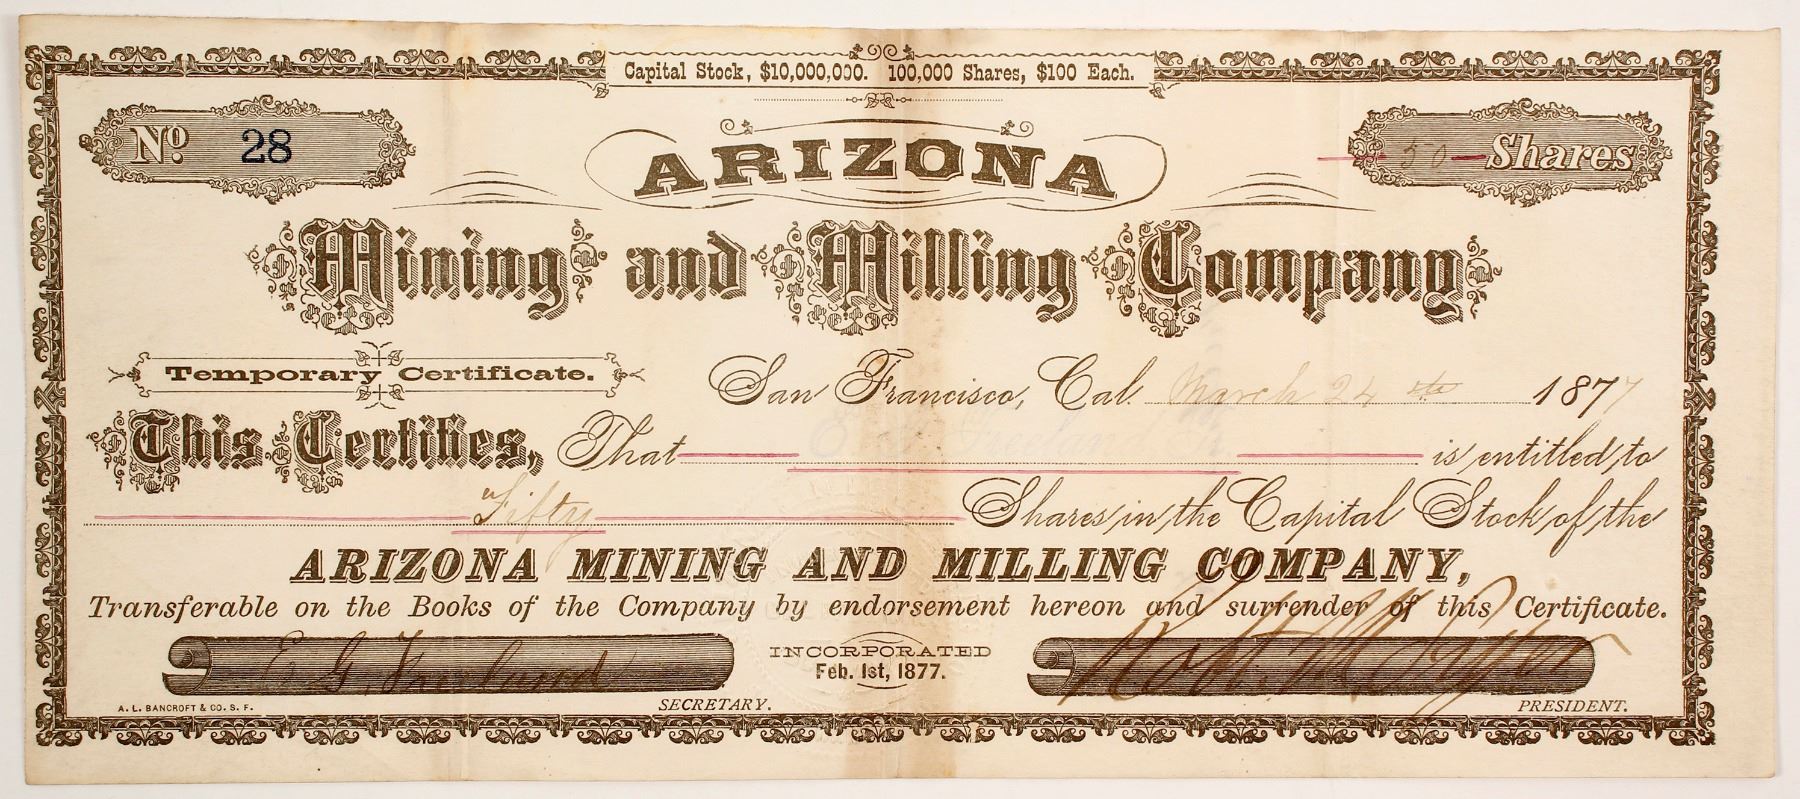 Capital Stock, $10,000,000. 100,000 Shares, $100 Each.
No. 28
50 Shares
ARIZONA
Mining and Milling Company
Temporary Certificate.
San Francisco, Cal. March 24th 1877
This Certifies, That E. G. Freeland Jr. is entitled to
Fifty Shares in the Capital Stock of the
ARIZONA MINING AND MILLING COMPANY,
Transferable on the Books of the Company by endorsement hereon and surrender of this Certificate.
E G Freeland
INCORPORATED
Feb. 1st, 1877.
A. L. BANCROFT & CO. S. F.
SECRETARY.
PRESIDENT.